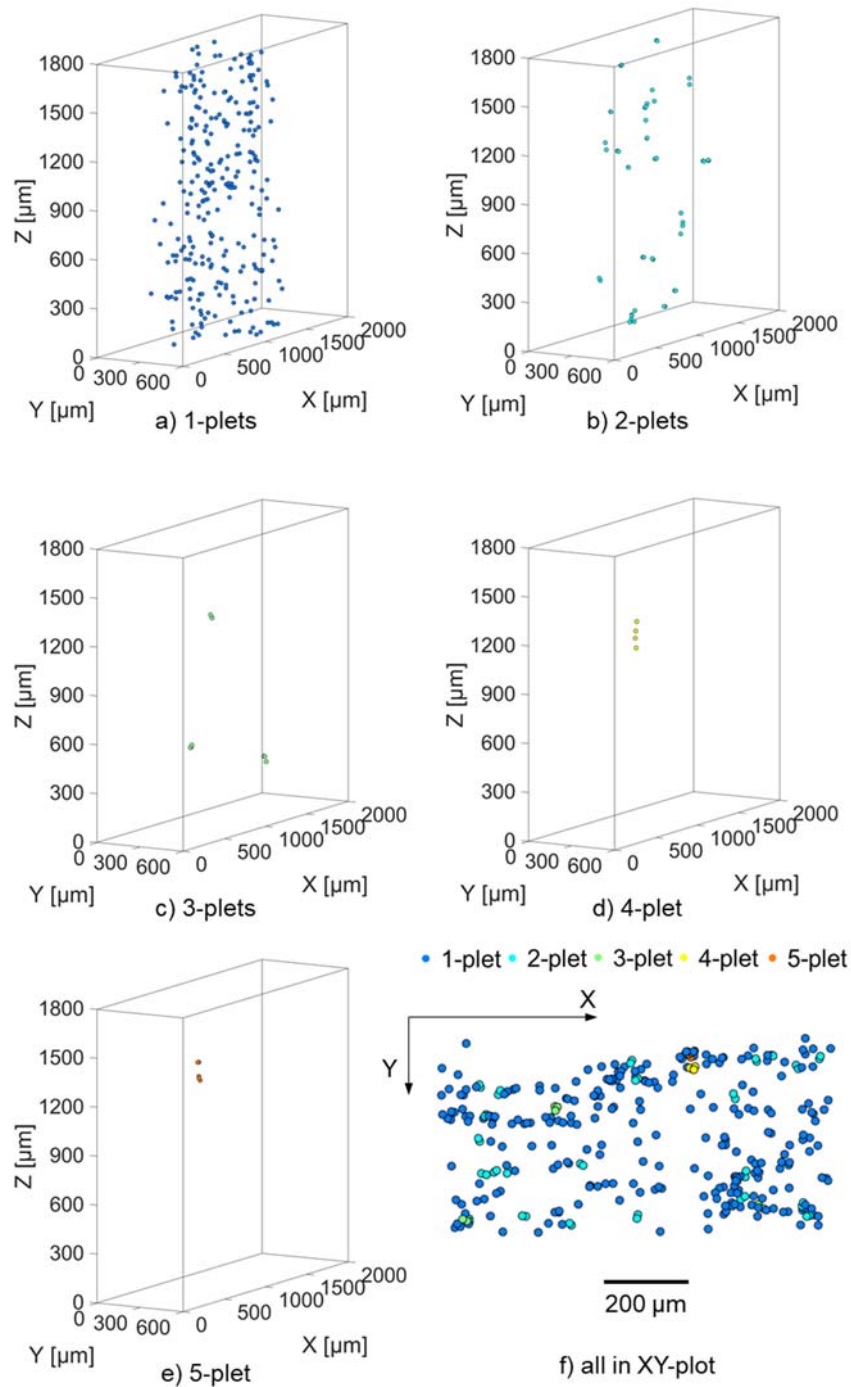 1800
1500
1200
900
600
300
0
Z [µm]
0 300 600
Y [µm]
0 500 1000 1500 2000
X [µm]
a) 1-plets
1800
1500
1200
900
600
300
0
Z [µm]
0 300 600
Y [µm]
0 500 1000 1500 2000
X [µm]
b) 2-plets
1800
1500
1200
900
600
300
0
Z [µm]
0 300 600
Y [µm]
0 500 1000 1500 2000
X [µm]
c) 3-plets
1800
1500
1200
900
600
300
0
Z [µm]
0 300 600
Y [µm]
0 500 1000 1500 2000
X [µm]
d) 4-plet
1800
1500
1200
900
600
300
0
Z [µm]
0 300 600
Y [µm]
0 500 1000 1500 2000
X [µm]
e) 5-plet
1-plet 2-plet 3-plet 4-plet 5-plet
X
Y
200 µm
f) all in XY-plot